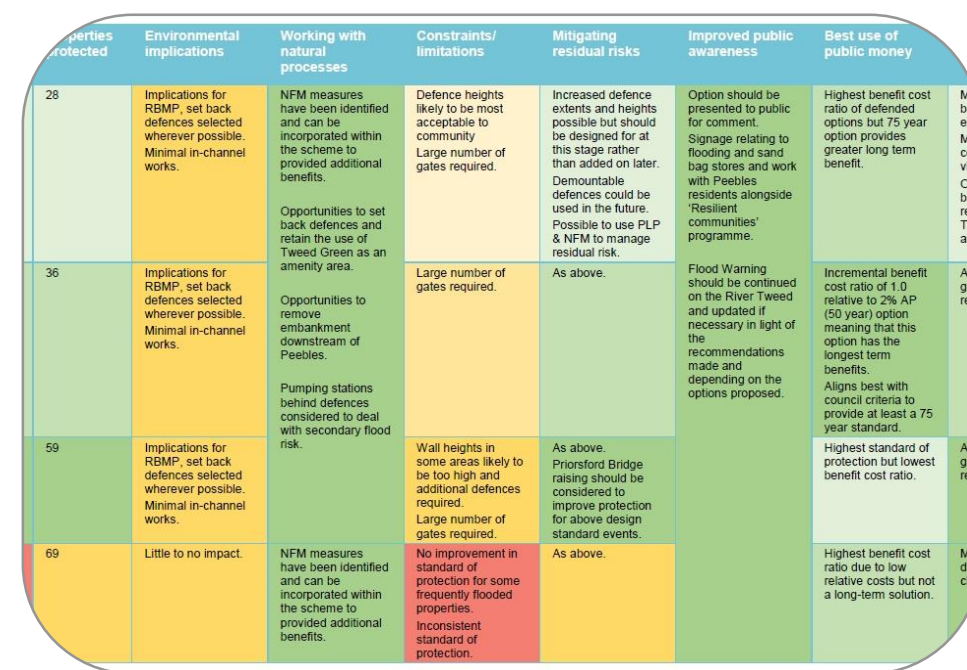 Environmental
implications
Working with
natural
processes
Constraints/
limitations
Mitigating
residual risks
Improved public
awareness
Best use of
public money
28
Implications for
RBMP, set back
defences selected
wherever possible.
Minimal in-channel
works.
NFM measures
have been identified
and can be
incorporated within
the scheme to
provided additional
benefits.
Opportunities to set
back defences and
retain the use of
Tweed Green as an
amenity area.
Opportunities to
remove
embankment
downstream of
Peebles.
Pumping stations
behind defences
considered to deal
with secondary flood
risk.
Defence heights
likely to be most
acceptable to
community
Large number of
gates required.
Increased defence
extents and heights
possible but should
be designed for at
this stage rather
than added on later.
Demountable
defences could be
used in the future.
Possible to use PLP
& NFM to manage
residual risk.
Option should be
presented to public
for comment.
Signage relating to
flooding and sand
bag stores and work
with Peebles
residents alongside
‘Resilient
communities’
programme.
Flood Warning
should be continued
on the River Tweed
and updated if
necessary in light of
the
recommendations
made and
depending on the
options proposed.
Highest benefit cost
ratio of defended
options but 75 year
option provides
greater long term
benefit.
36
Implications for
RBMP, set back
defences selected
wherever possible.
Minimal in-channel
works.
Large number of
gates required.
As above.
Incremental benefit
cost ratio of 1.0
relative to 2% AP
(50 year) option
meaning that this
option has the
longest term
benefits.
Aligns best with
council criteria to
provide at least a 75
year standard.
59
Implications for
RBMP, set back
defences selected
wherever possible.
Minimal in-channel
works.
Wall heights in
some areas likely to
be too high and
additional defences
required.
Large number of
gates required.
As above.
Priorsford Bridge
raising should be
considered to
improve protection
for above design
standard events.
Highest standard of
protection but lowest
benefit cost ratio.
69
Little to no impact.
NFM measures
have been identified
and can be
incorporated within
the scheme to
provided additional
benefits.
No improvement in
standard of
protection for some
frequently flooded
properties.
Inconsistent
standard of
protection.
As above.
Highest benefit cost
ratio due to low
relative costs but not
a long-term solution.